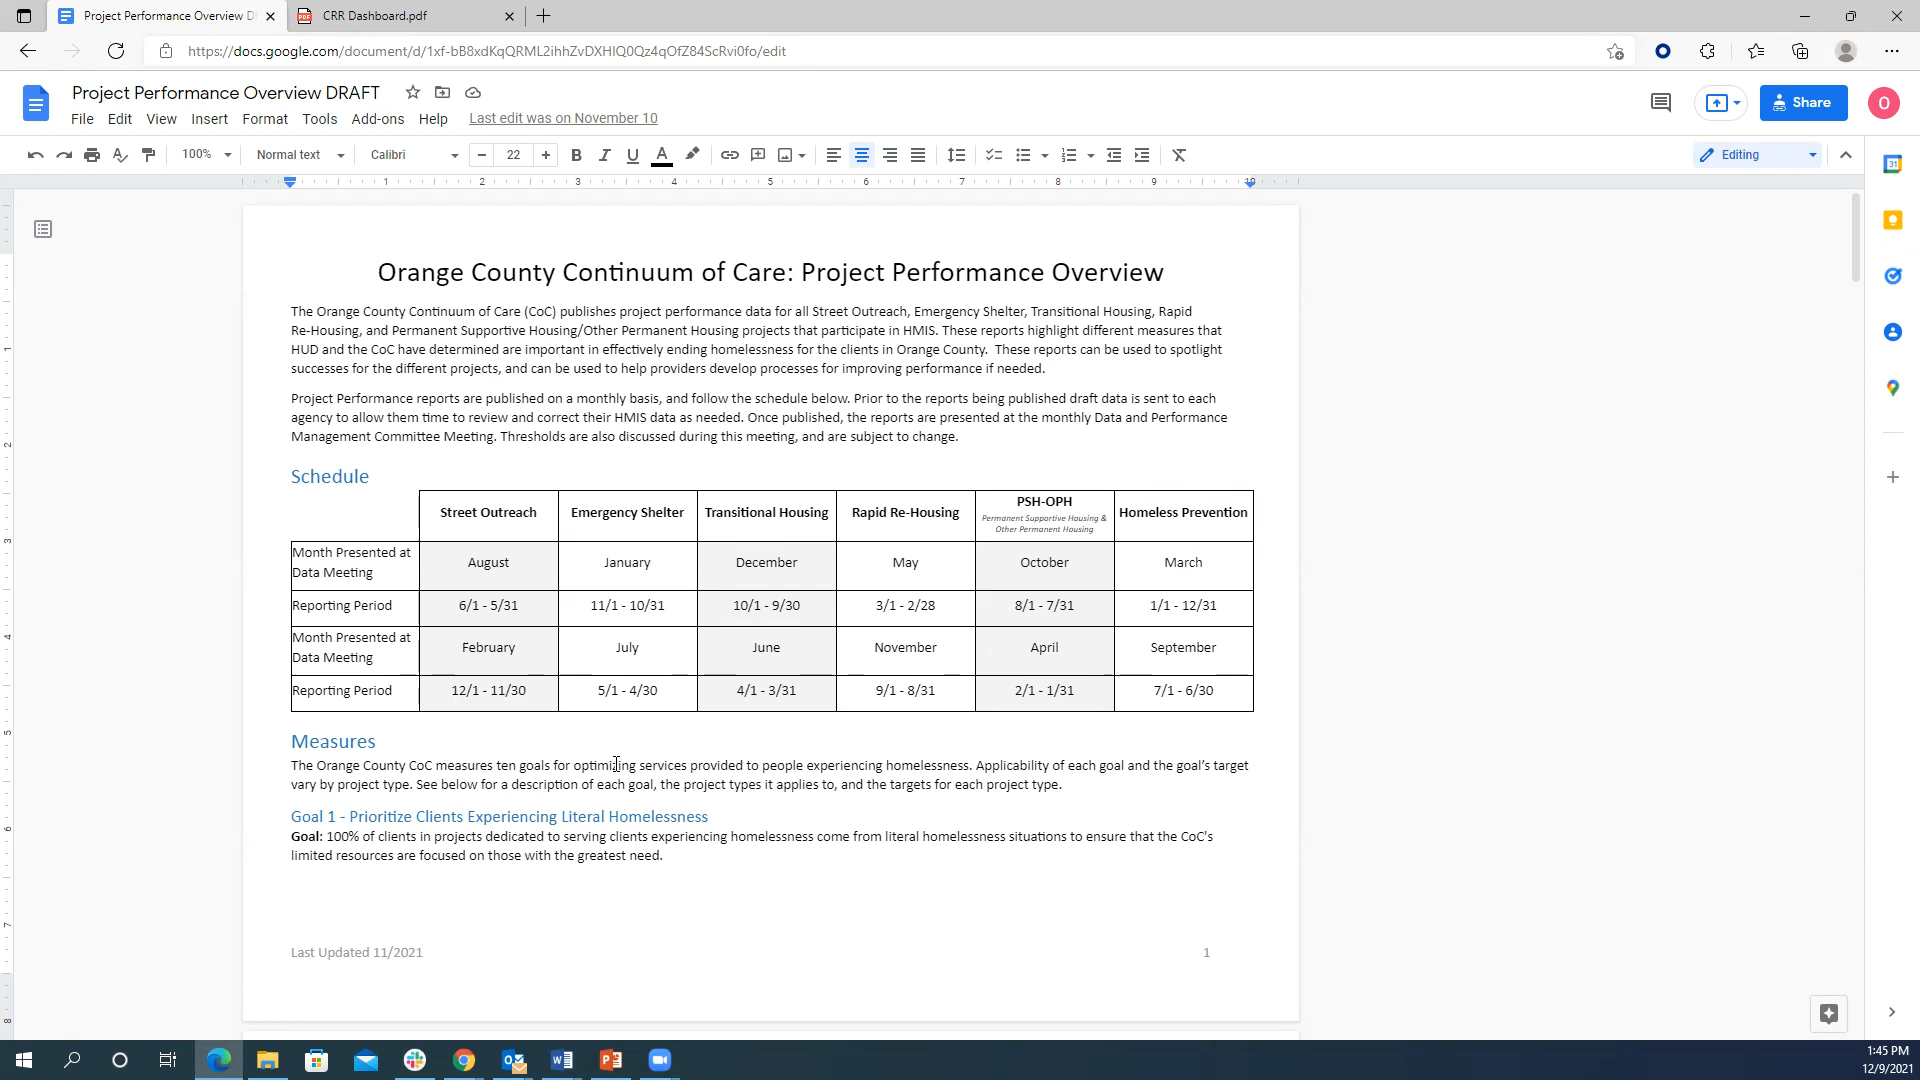 Project Performance Overview D
CRR Dashboard.pdf
https://docs.google.com/document/d/1xf-bB8xdKqQRML2ihhZvDXHIQ0Qz4qOfZ84ScRvi0fo/edit
Project Performance Overview DRAFT
Share
O
File Edit View Insert Format Tools Add-ons Help Last edit was on November 10
100% Normal text Calibri 22 B I U A Editing
1 2 3 4 5 6 7 8 9 10
Orange County Continuum of Care: Project Performance Overview
The Orange County Continuum of Care (CoC) publishes project performance data for all Street Outreach, Emergency Shelter, Transitional Housing, Rapid
Re-Housing, and Permanent Supportive Housing/Other Permanent Housing projects that participate in HMIS. These reports highlight different measures that
HUD and the CoC have determined are important in effectively ending homelessness for the clients in Orange County.  These reports can be used to spotlight
successes for the different projects, and can be used to help providers develop processes for improving performance if needed.
Project Performance reports are published on a monthly basis, and follow the schedule below. Prior to the reports being published draft data is sent to each
agency to allow them time to review and correct their HMIS data as needed. Once published, the reports are presented at the monthly Data and Performance
Management Committee Meeting. Thresholds are also discussed during this meeting, and are subject to change.
Schedule
Street Outreach Emergency Shelter Transitional Housing Rapid Re-Housing PSH-OPH Homeless Prevention
Permanent Supportive Housing &
Other Permanent Housing
Month Presented at
Data Meeting August January December May October March
Reporting Period 6/1 - 5/31 11/1 - 10/31 10/1 - 9/30 3/1 - 2/28 8/1 - 7/31 1/1 - 12/31
Month Presented at
Data Meeting February July June November April September
Reporting Period 12/1 - 11/30 5/1 - 4/30 4/1 - 3/31 9/1 - 8/31 2/1 - 1/31 7/1 - 6/30
Measures
The Orange County CoC measures ten goals for optimizing services provided to people experiencing homelessness. Applicability of each goal and the goal's target
vary by project type. See below for a description of each goal, the project types it applies to, and the targets for each project type.
Goal 1 - Prioritize Clients Experiencing Literal Homelessness
Goal: 100% of clients in projects dedicated to serving clients experiencing homelessness come from literal homelessness situations to ensure that the CoC's
limited resources are focused on those with the greatest need.
Last Updated 11/2021 1
1:45 PM
12/9/2021